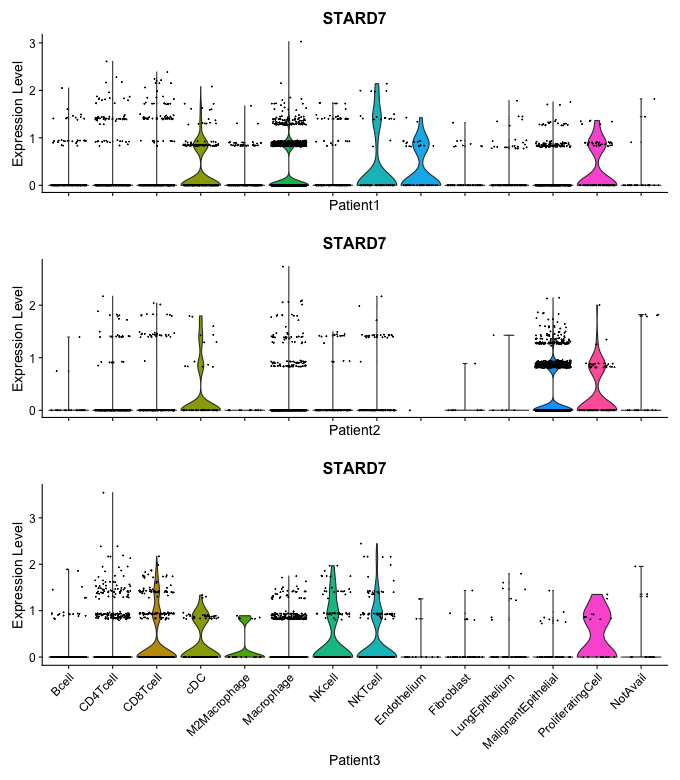 STARD7
Expression Level
3
2
1
0
Patient1
STARD7
Expression Level
2
1
0
Patient2
STARD7
Expression Level
3
2
1
0
Bcell
CD4Tcell
CD8Tcell
cDC
M2Macrophage
Macrophage
NKcell
NKTcell
Endothelium
Fibroblast
LungEpithelium
MalignantEpithelial
ProliferatingCell
NotAvail
Patient3